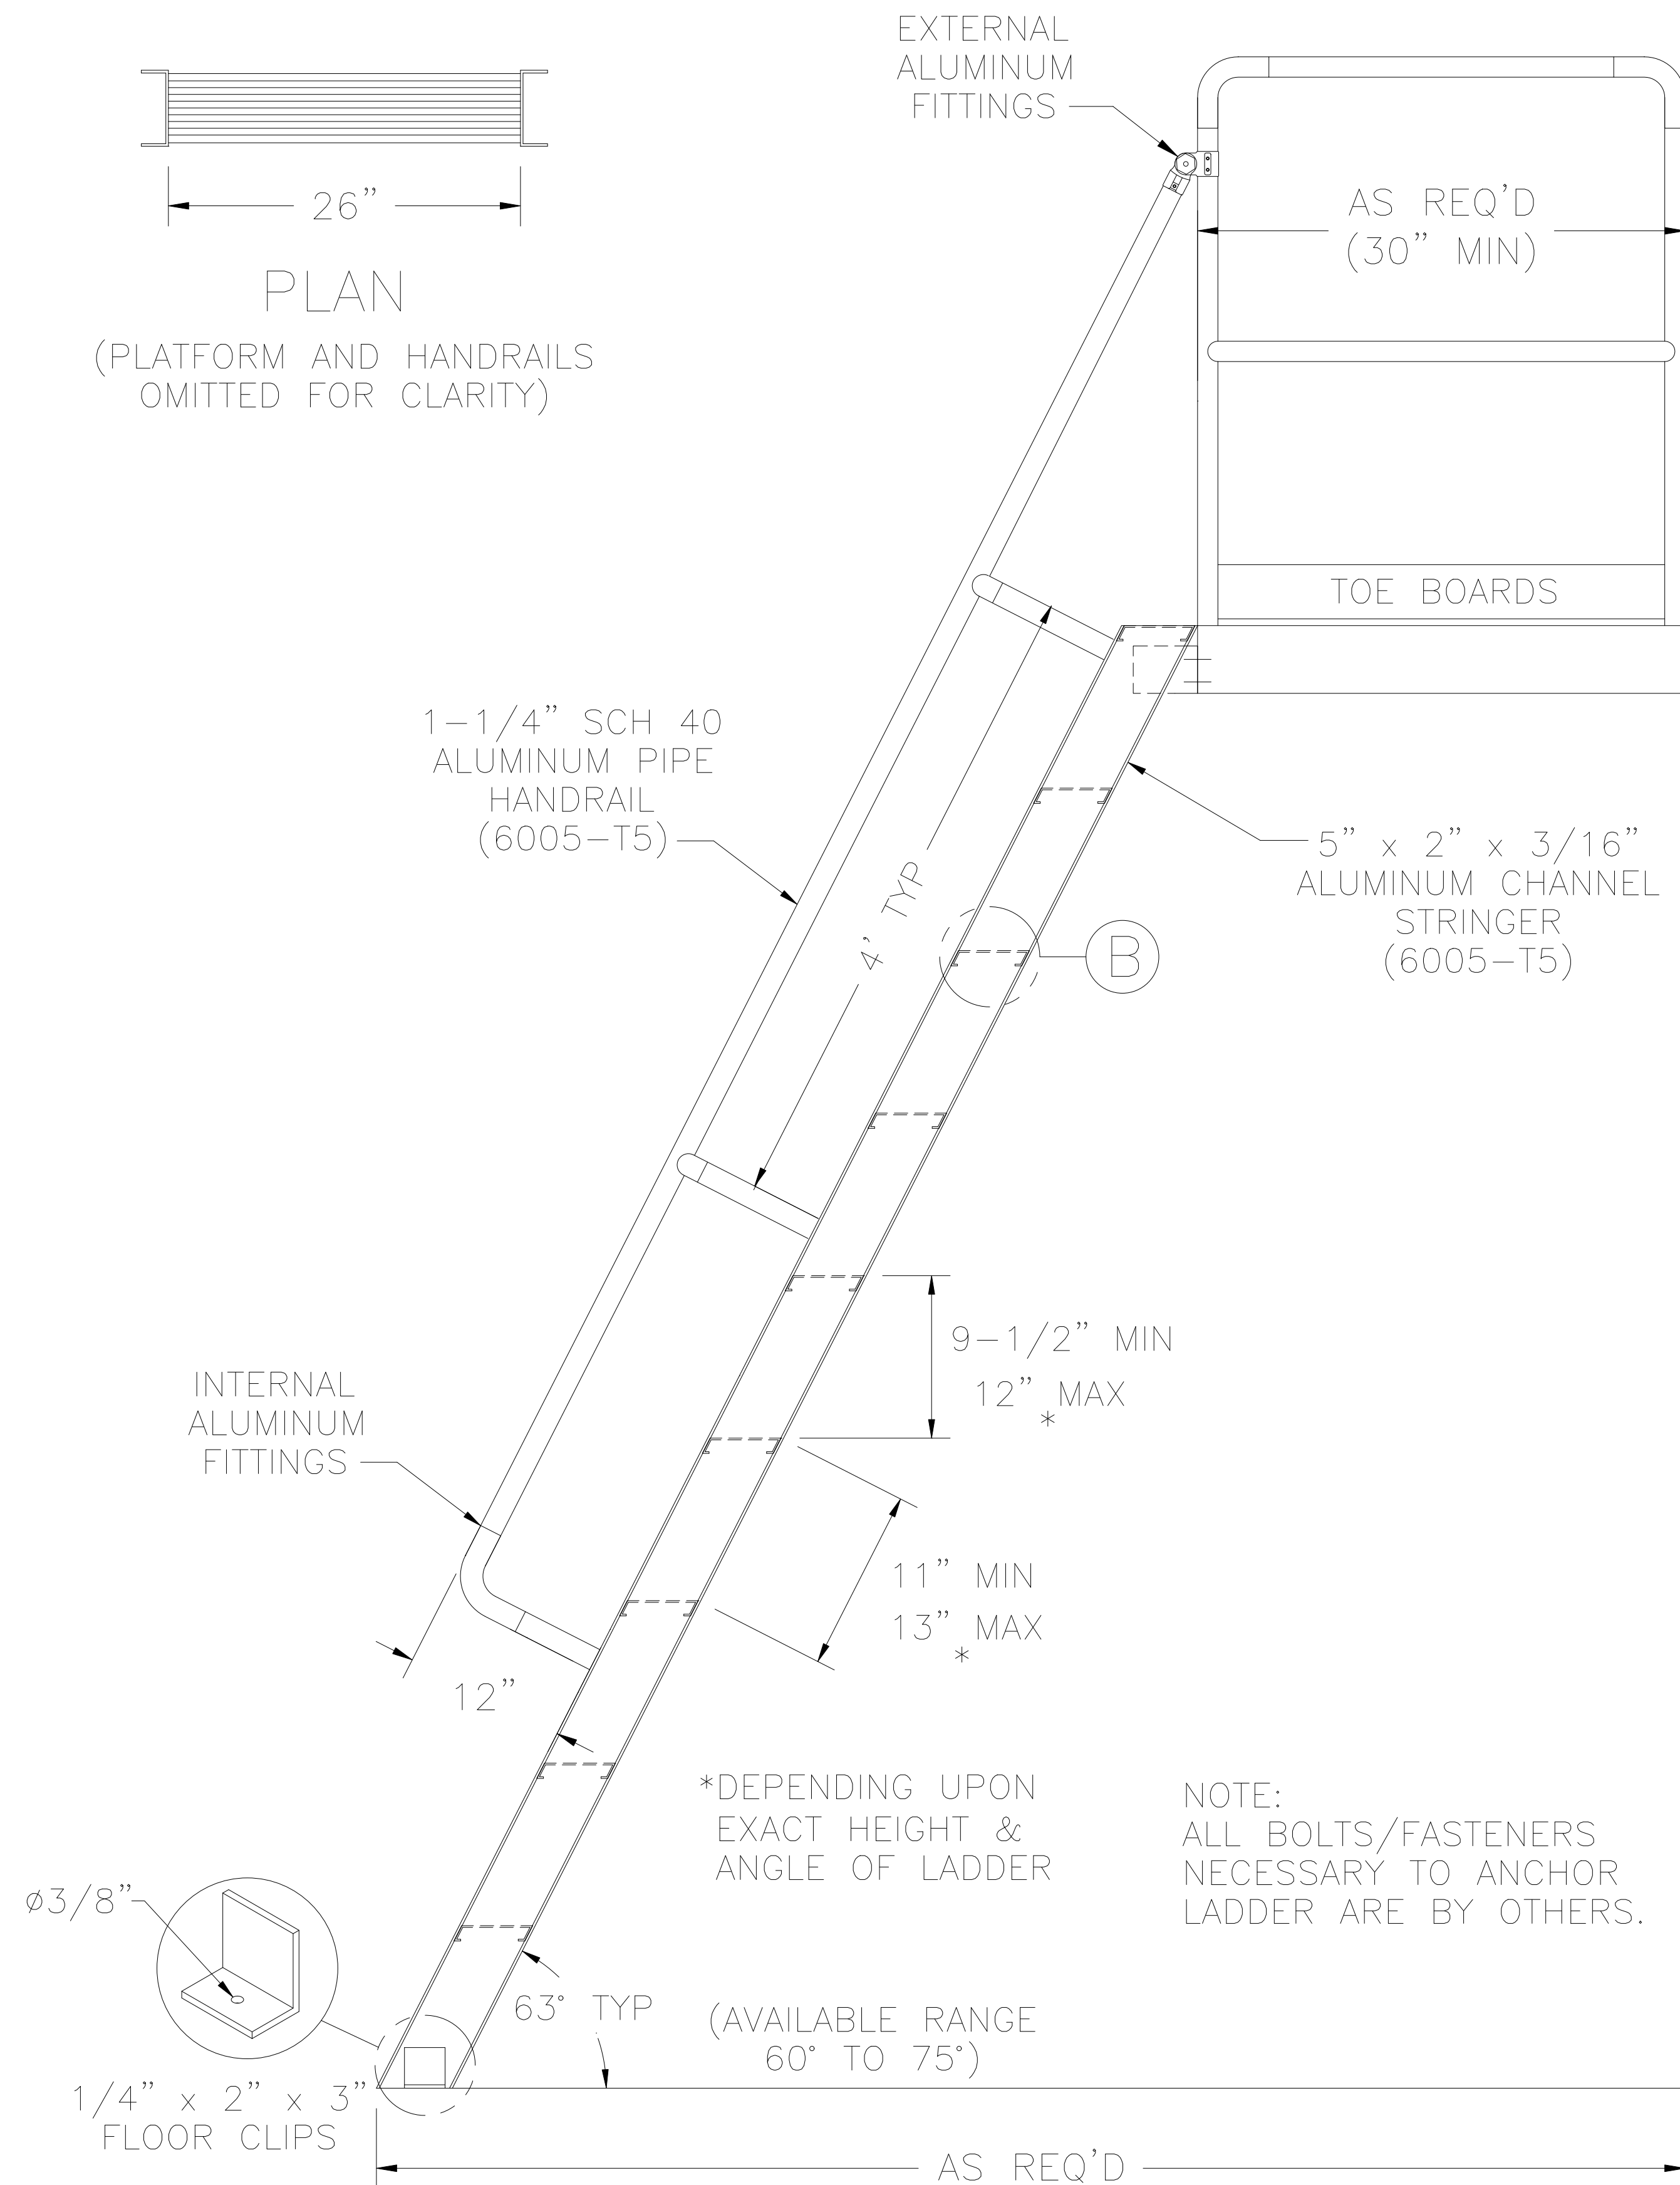 EXTERNAL
ALUMINUM
FITTINGS
26”
PLAN
(PLATFORM AND HANDRAILS
OMITTED FOR CLARITY)
AS REQ’D
(30” MIN)
TOE BOARDS
1-1/4” SCH 40
ALUMINUM PIPE
HANDRAIL
(6005-T5)
4’ TYP
5” x 2” x 3/16”
ALUMINUM CHANNEL
STRINGER
(6005-T5)
B
9-1/2” MIN
12” MAX
*
INTERNAL
ALUMINUM
FITTINGS
11” MIN
13” MAX
*
12”
*DEPENDING UPON
EXACT HEIGHT &
ANGLE OF LADDER
NOTE:
ALL BOLTS/FASTENERS
NECESSARY TO ANCHOR
LADDER ARE BY OTHERS.
ø3/8”
63° TYP
(AVAILABLE RANGE
60° TO 75°)
1/4” x 2” x 3”
FLOOR CLIPS
AS REQ’D